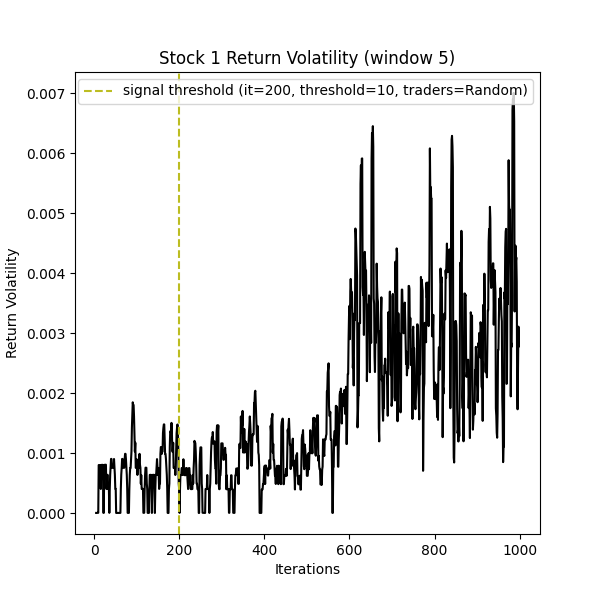 Stock 1 Return Volatility (window 5)
signal threshold (it=200, threshold=10, traders=Random)
0.007
0.006
0.005
0.004
0.003
0.002
0.001
0.000
Return Volatility
0 200 400 600 800 1000
Iterations